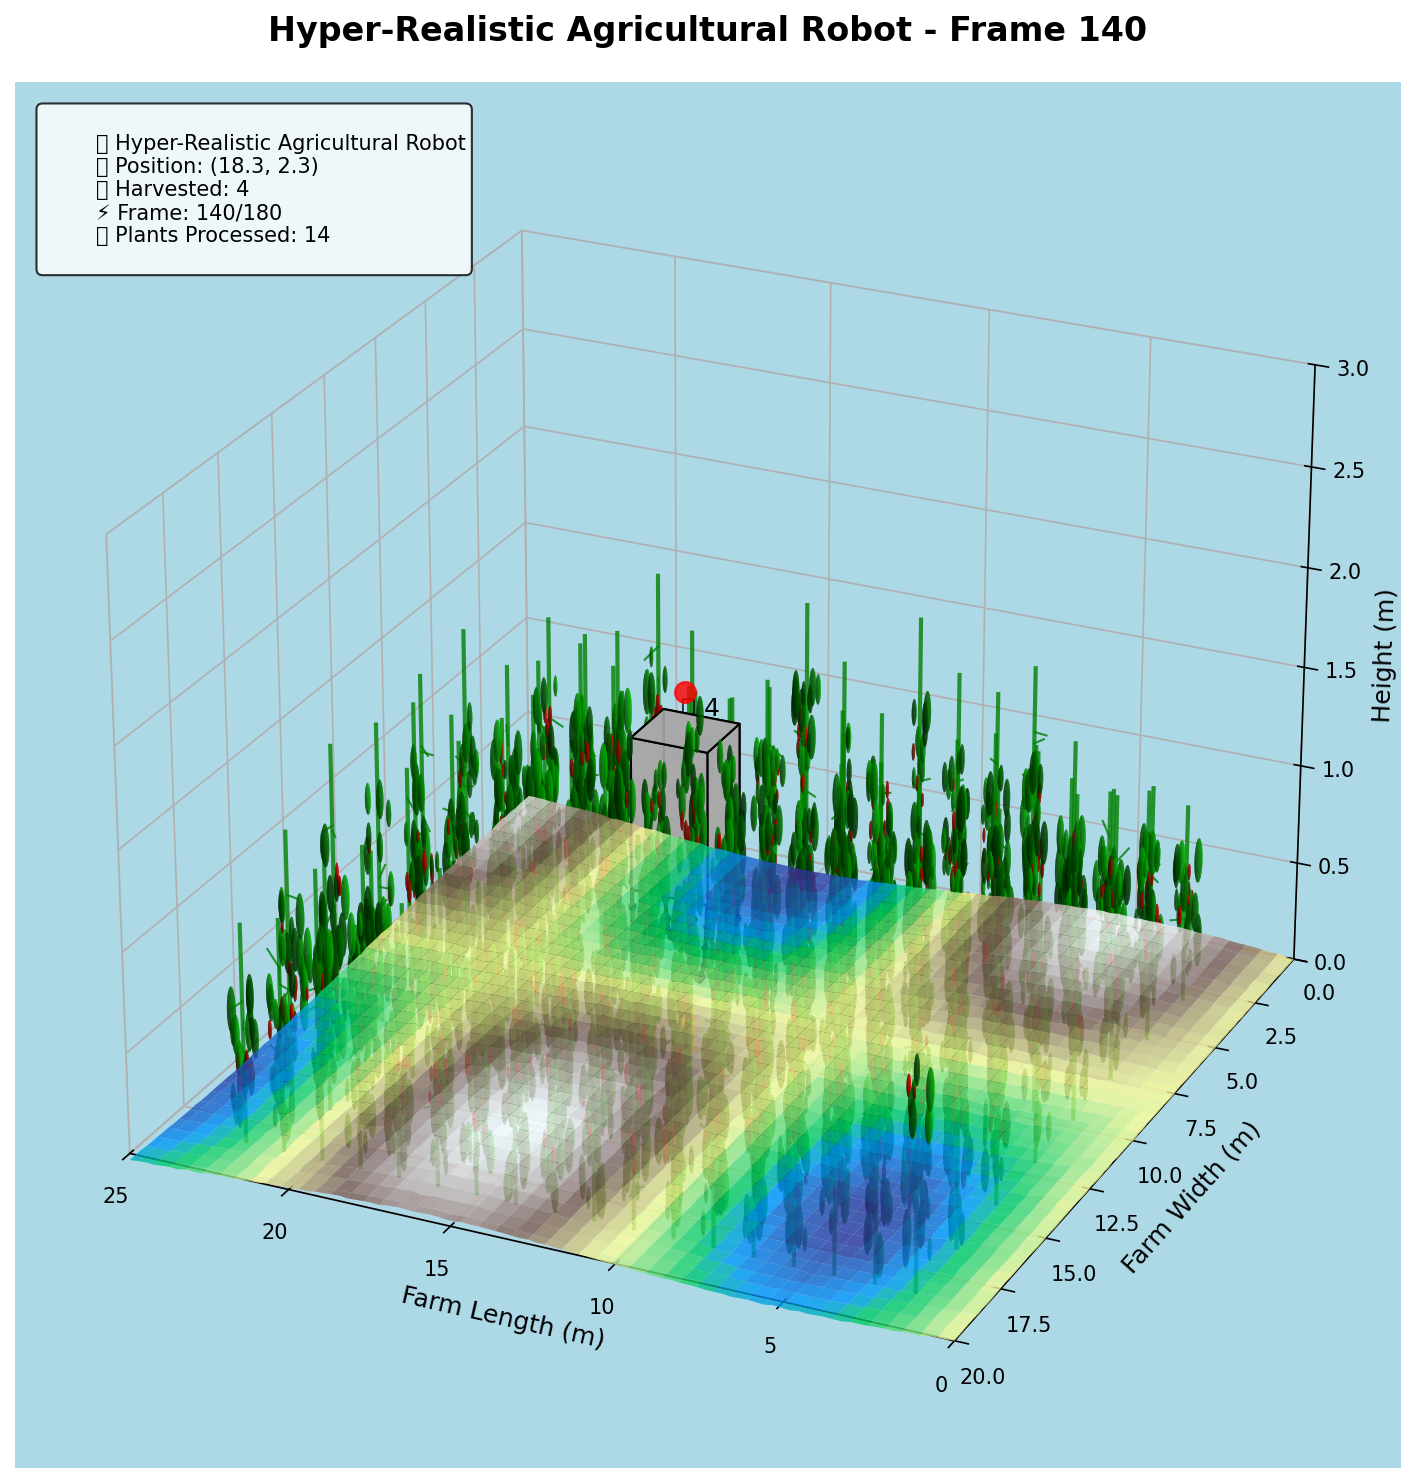 Hyper-Realistic Agricultural Robot - Frame 140
▯ Hyper-Realistic Agricultural Robot
▯ Position: (18.3, 2.3)
▯ Harvested: 4
⚡ Frame: 140/180
▯ Plants Processed: 14
▯ 4
3.0
2.5
2.0
1.5
1.0
0.5
0.0
Height (m)
0.0
2.5
5.0
7.5
10.0
12.5
15.0
17.5
20.0
Farm Width (m)
25
20
15
10
5
0
Farm Length (m)